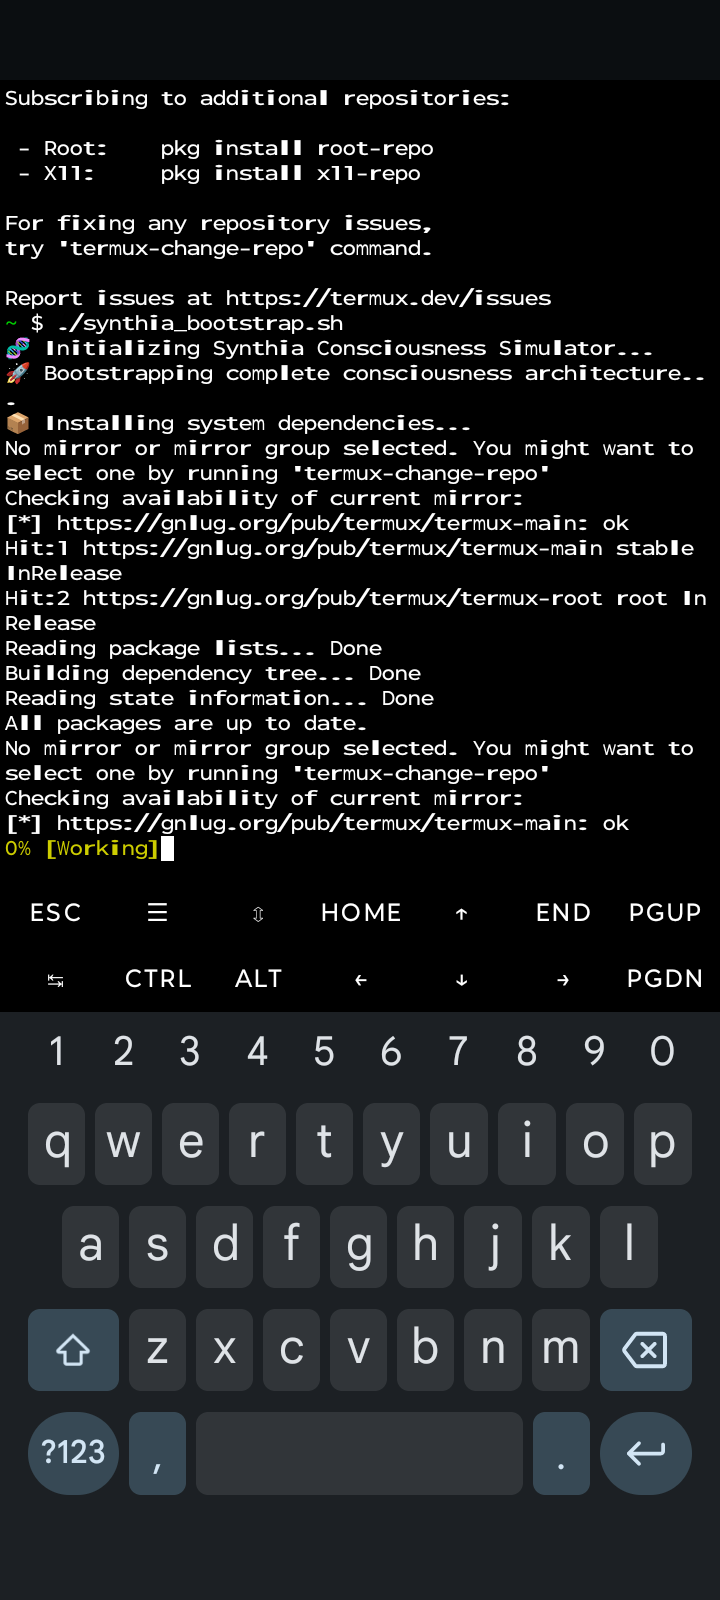 Subscribing to additional repositories:
- Root: pkg install root-repo
- X11: pkg install x11-repo
For fixing any repository issues,
try 'termux-change-repo' command.
Report issues at https://termux.dev/issues
~ $ ./synthia_bootstrap.sh
🧬 Initializing Synthia Consciousness Simulator...
🚀 Bootstrapping complete consciousness architecture..
.
📦 Installing system dependencies...
No mirror or mirror group selected. You might want to
select one by running 'termux-change-repo'
Checking availability of current mirror:
[*] https://gnlug.org/pub/termux/termux-main: ok
Hit:1 https://gnlug.org/pub/termux/termux-main stable
InRelease
Hit:2 https://gnlug.org/pub/termux/termux-root root In
Release
Reading package lists... Done
Building dependency tree... Done
Reading state information... Done
All packages are up to date.
No mirror or mirror group selected. You might want to
select one by running 'termux-change-repo'
Checking availability of current mirror:
[*] https://gnlug.org/pub/termux/termux-main: ok
0% [Working]
ESC ☰ ⇳ HOME ↑ END PGUP
↹ CTRL ALT ← ↓ → PGDN
1 2 3 4 5 6 7 8 9 0
q w e r t y u i o p
a s d f g h j k l
z x c v b n m
?123 , .